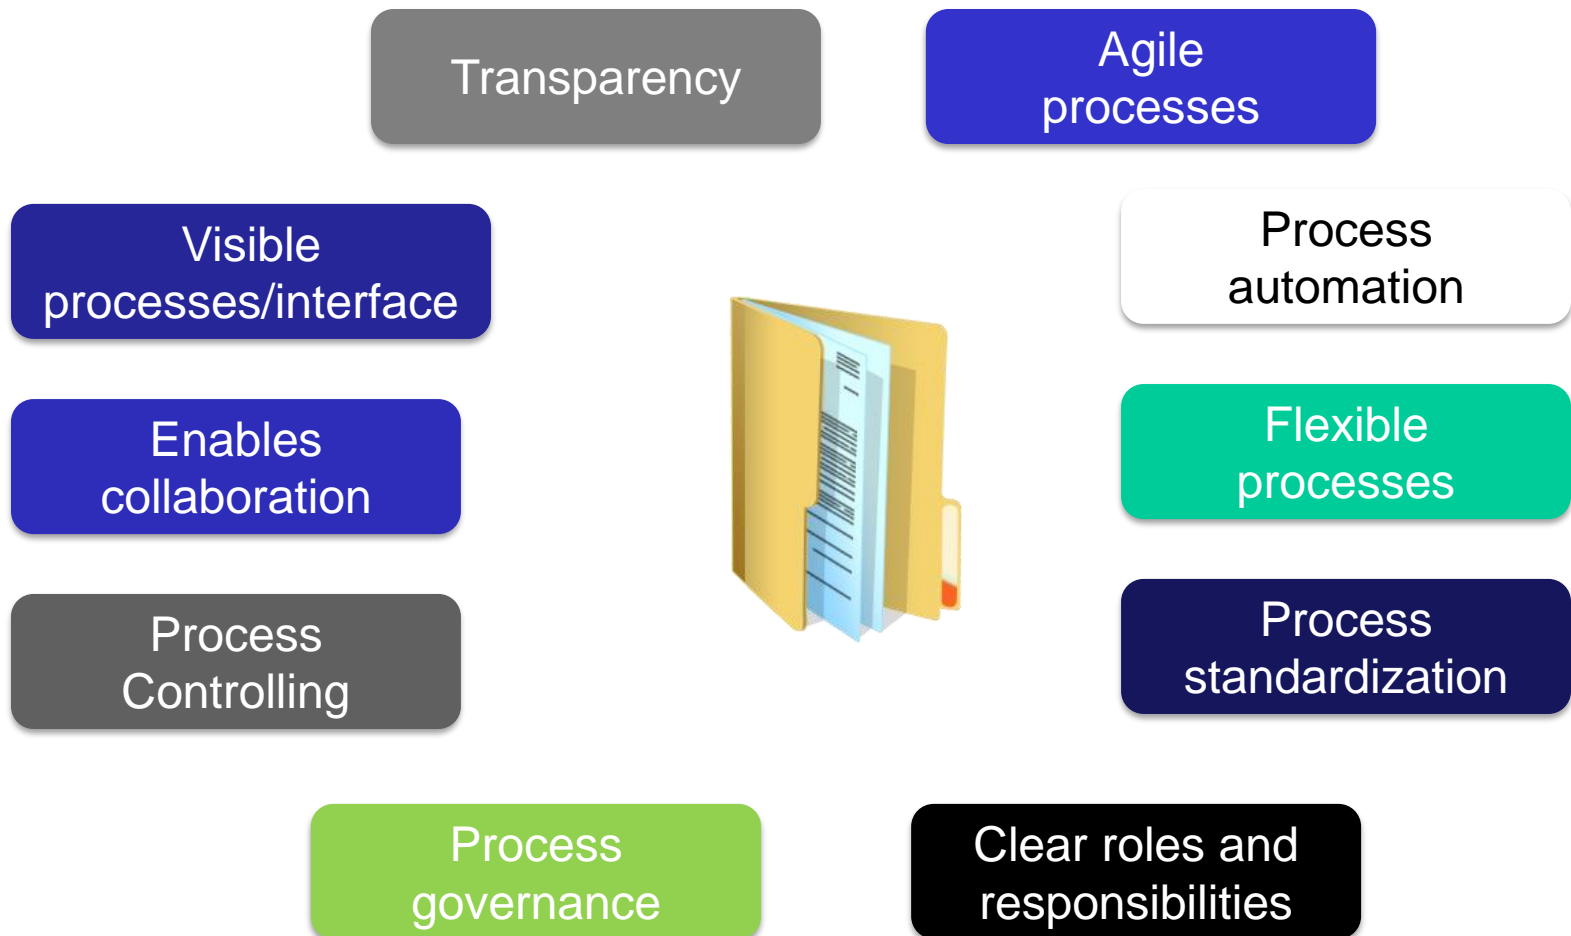 Transparency
Agile
processes
Visible
processes/interface
Process
automation
Enables
collaboration
Flexible
processes
Process
Controlling
Process
standardization
Process
governance
Clear roles and
responsibilities